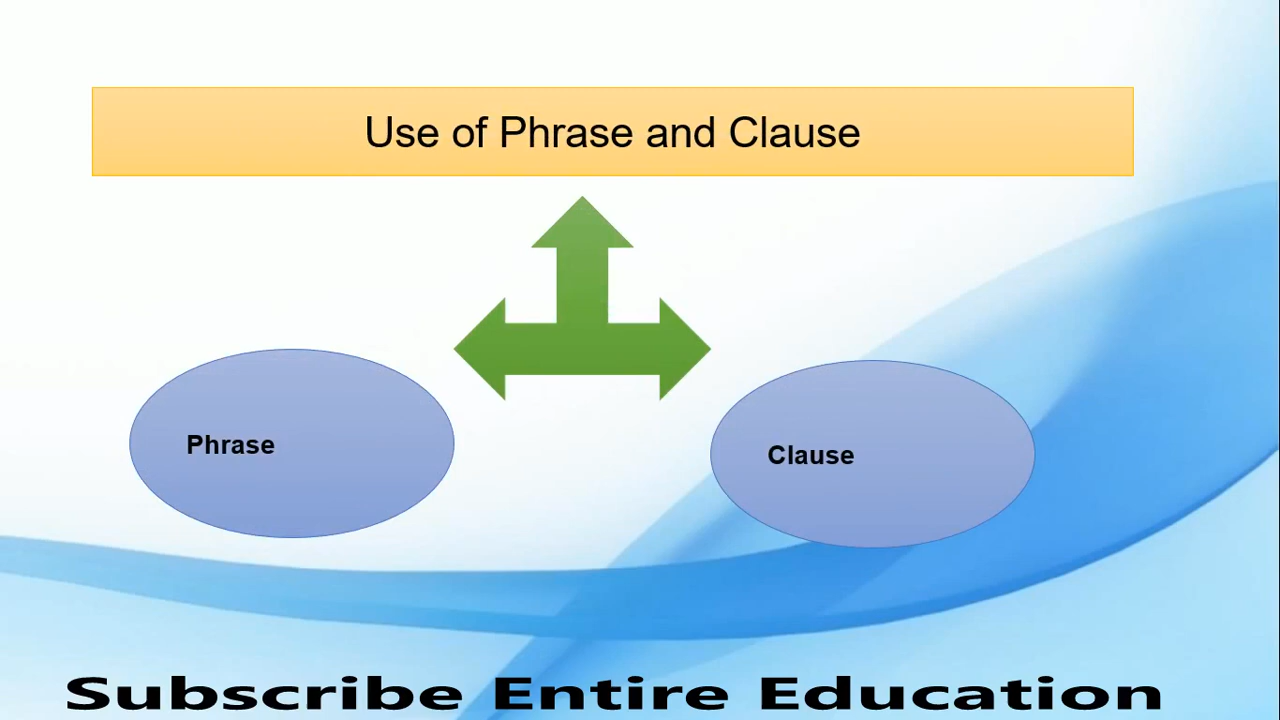 Use of Phrase and Clause
Phrase
Clause
Subscribe Entire Education